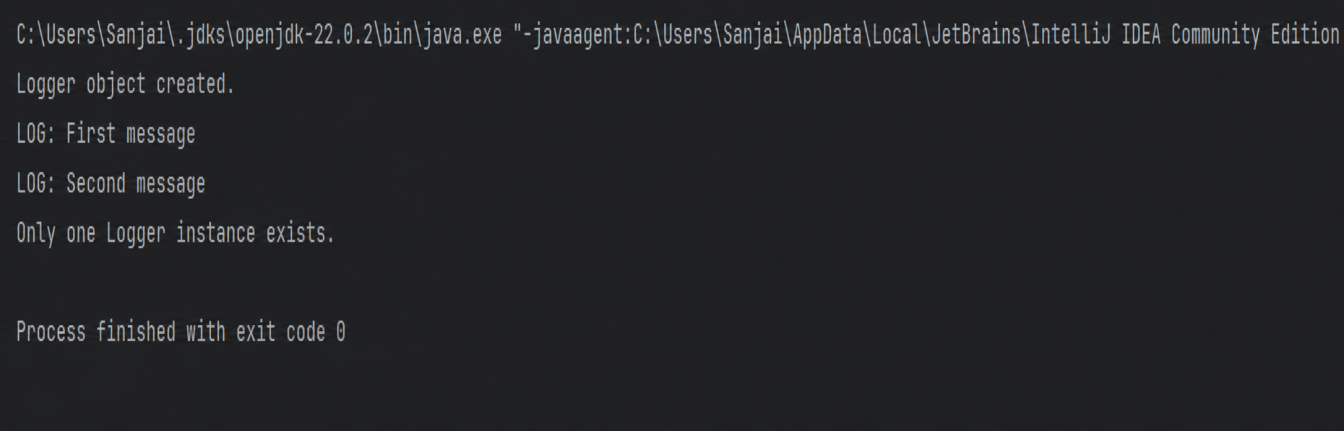 C:\Users\Sanjai\.jdks\openjdk-22.0.2\bin\java.exe "-javaagent:C:\Users\Sanjai\AppData\Local\JetBrains\IntelliJ IDEA Community Edition
Logger object created.
LOG: First message
LOG: Second message
Only one Logger instance exists.
Process finished with exit code 0